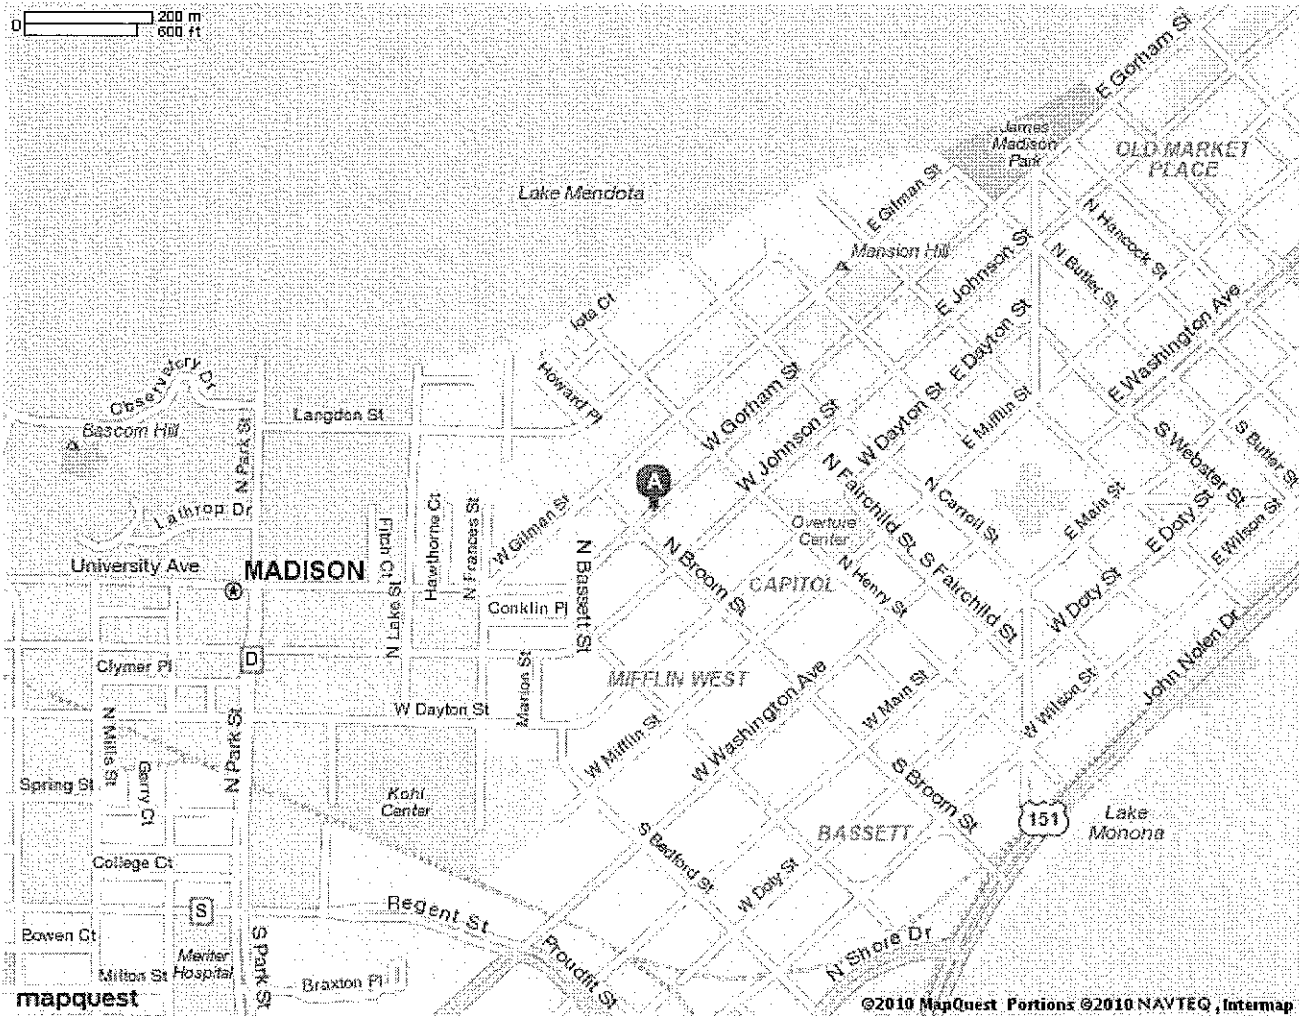 D
200 m
600 ft
E Gorham St
James
Madison
Park
OLD MARKET
PLACE
Lake Mendota
E Gilman St
Mansion Hill
N Hancock St
N Butler St
E Johnson St
E Dayton St
E Washington Ave
Iota Ct
Observatory Dr
Bascom Hill
Langdon St
Howard Pl
W Gorham St
W Johnson St
W Dayton St
E Mifflin St
S Webster St
S Butler St
N Park St
Lathrop Dr
A
N Fairchild St
N Carroll St
Overture
Center
E Main St
E Doty St
E Wilson St
Fitch Ct
Hawthorne Ct
N Frances St
W Gilman St
University Ave
MADISON
N Lake St
Conklin Pl
N Bassett St
N Broom St
CAPITOL
N Henry St
S Fairchild St
W Doty St
John Nolen Dr
D
Clymer Pl
Marion St
MIFFLIN WEST
W Dayton St
W Mifflin St
W Washington Ave
W Main St
W Wilson St
N Mills St
N Park St
Spring St
Gerry Ct
Kohl
Center
S Broom St
151
Lake
Monona
BASSETT
College Ct
S Bedford St
W Doty St
S
Regent St
Bowen Ct
Meriter
Hospital
Milton St
S Park St
Braxton Pl
Proudfit St
N Shore Dr
mapquest
©2010 MapQuest Portions ©2010 NAVTEQ, Intermap